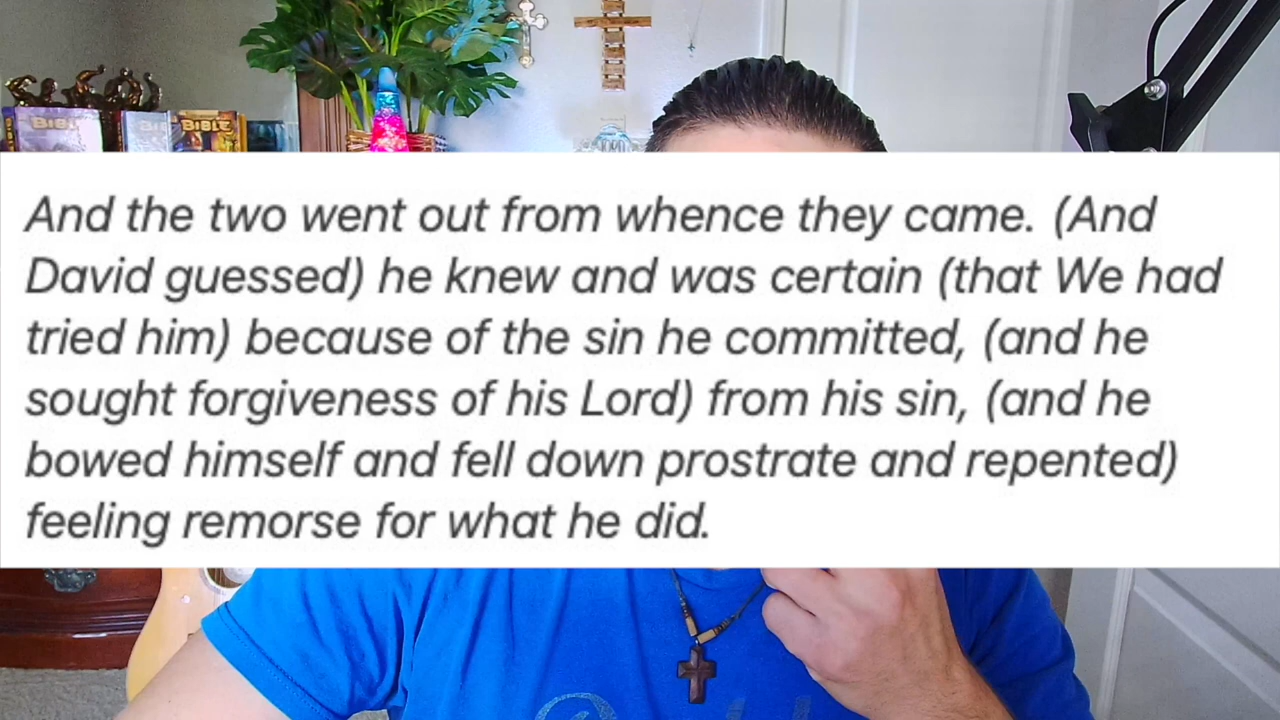 BIBLE
BIBLE
And the two went out from whence they came. (And
David guessed) he knew and was certain (that We had
tried him) because of the sin he committed, (and he
sought forgiveness of his Lord) from his sin, (and he
bowed himself and fell down prostrate and repented)
feeling remorse for what he did.